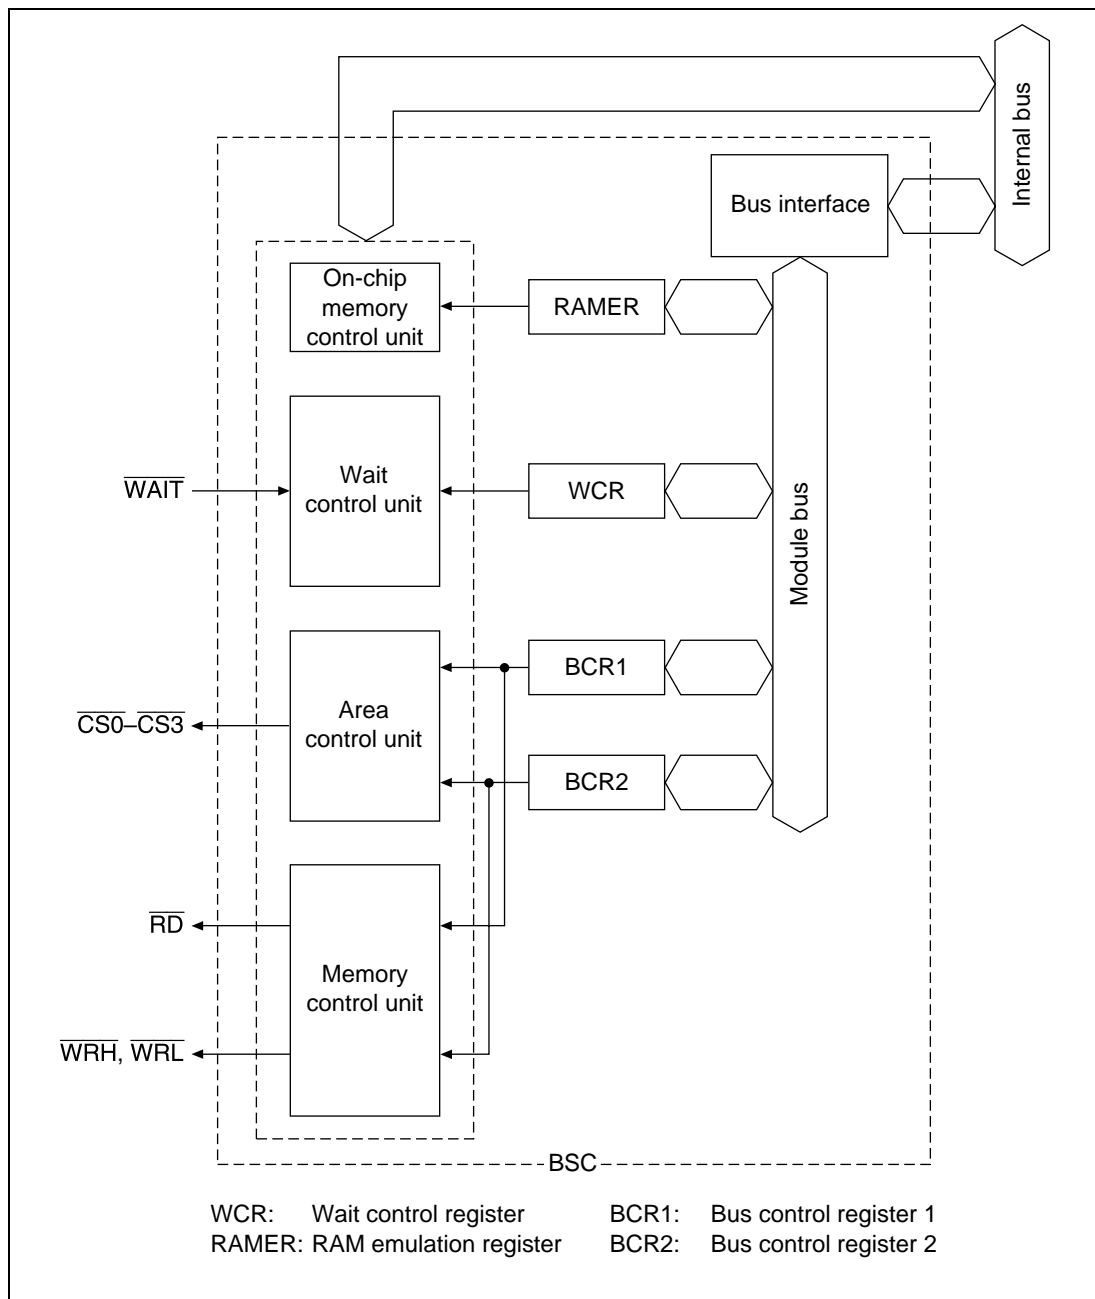 Internal bus
Bus interface
On-chip
memory
control unit
RAMER
WAIT
Wait
control unit
WCR
Module bus
BCR1
CS0–CS3
Area
control unit
BCR2
RD
Memory
control unit
WRH, WRL
BSC
WCR: Wait control register
BCR1: Bus control register 1
RAMER: RAM emulation register
BCR2: Bus control register 2